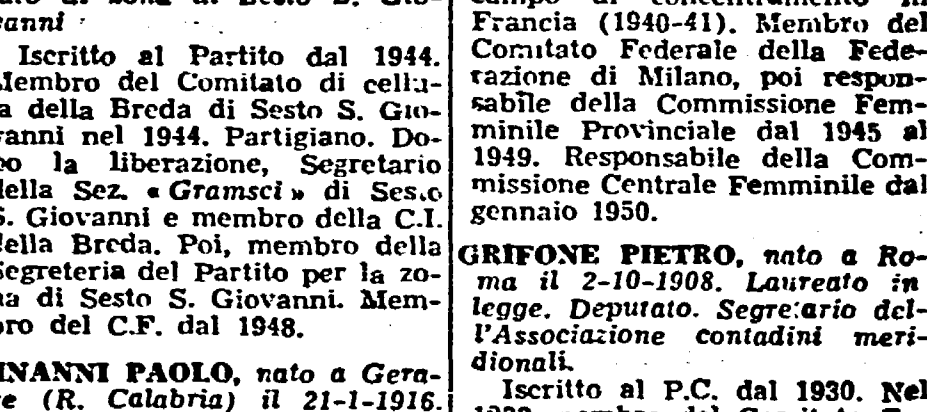 anni
Iscritto al Partito dal 1944.
Membro del Comitato di cellu-
la della Breda di Sesto S. Gio-
vanni nel 1944. Partigiano. Do-
po la liberazione, Segretario
della Sez. « Gramsci » di Sesto
S. Giovanni e membro della C.I.
della Breda. Poi, membro della
Segreteria del Partito per la zo-
na di Sesto S. Giovanni. Mem-
bro del C.F. dal 1948.
INANNI PAOLO, nato a Gera-
ce (R. Calabria) il 21-1-1916.
Francia (1940-41). Membro del
Comitato Federale della Fede-
razione di Milano, poi respon-
sabile della Commissione Fem-
minile Provinciale dal 1945 al
1949. Responsabile della Com-
missione Centrale Femminile dal
gennaio 1950.
GRIFONE PIETRO, nato a Ro-
ma il 2-10-1908. Laureato in
legge. Deputato. Segretario del-
l'Associazione contadini meri-
dionali.
Iscritto al P.C. dal 1930. Nel